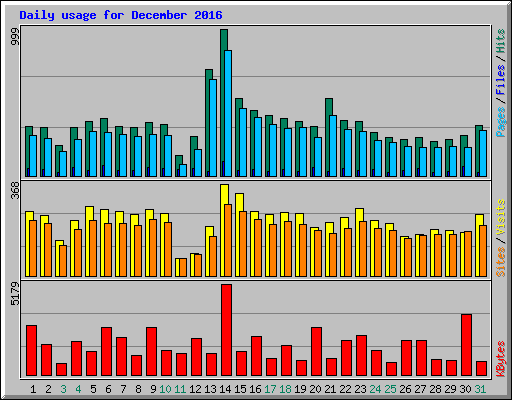 Daily usage for December 2016
999
368
5179
Pages / Files / Hits
Sites / Visits
KBytes
1 2 3 4 5 6 7 8 9 10 11 12 13 14 15 16 17 18 19 20 21 22 23 24 25 26 27 28 29 30 31